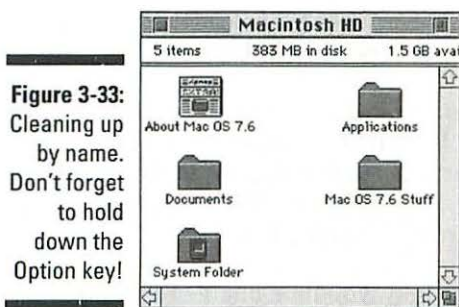 Figure 3-33:
Cleaning up
by name.
Don't forget
to hold
down the
Option key!
Macintosh HD
5 items 383 MB in disk 1.5 GB avai
EXTRA!
About Mac OS 7.6 Applications
Documents Mac OS 7.6 Stuff
System Folder